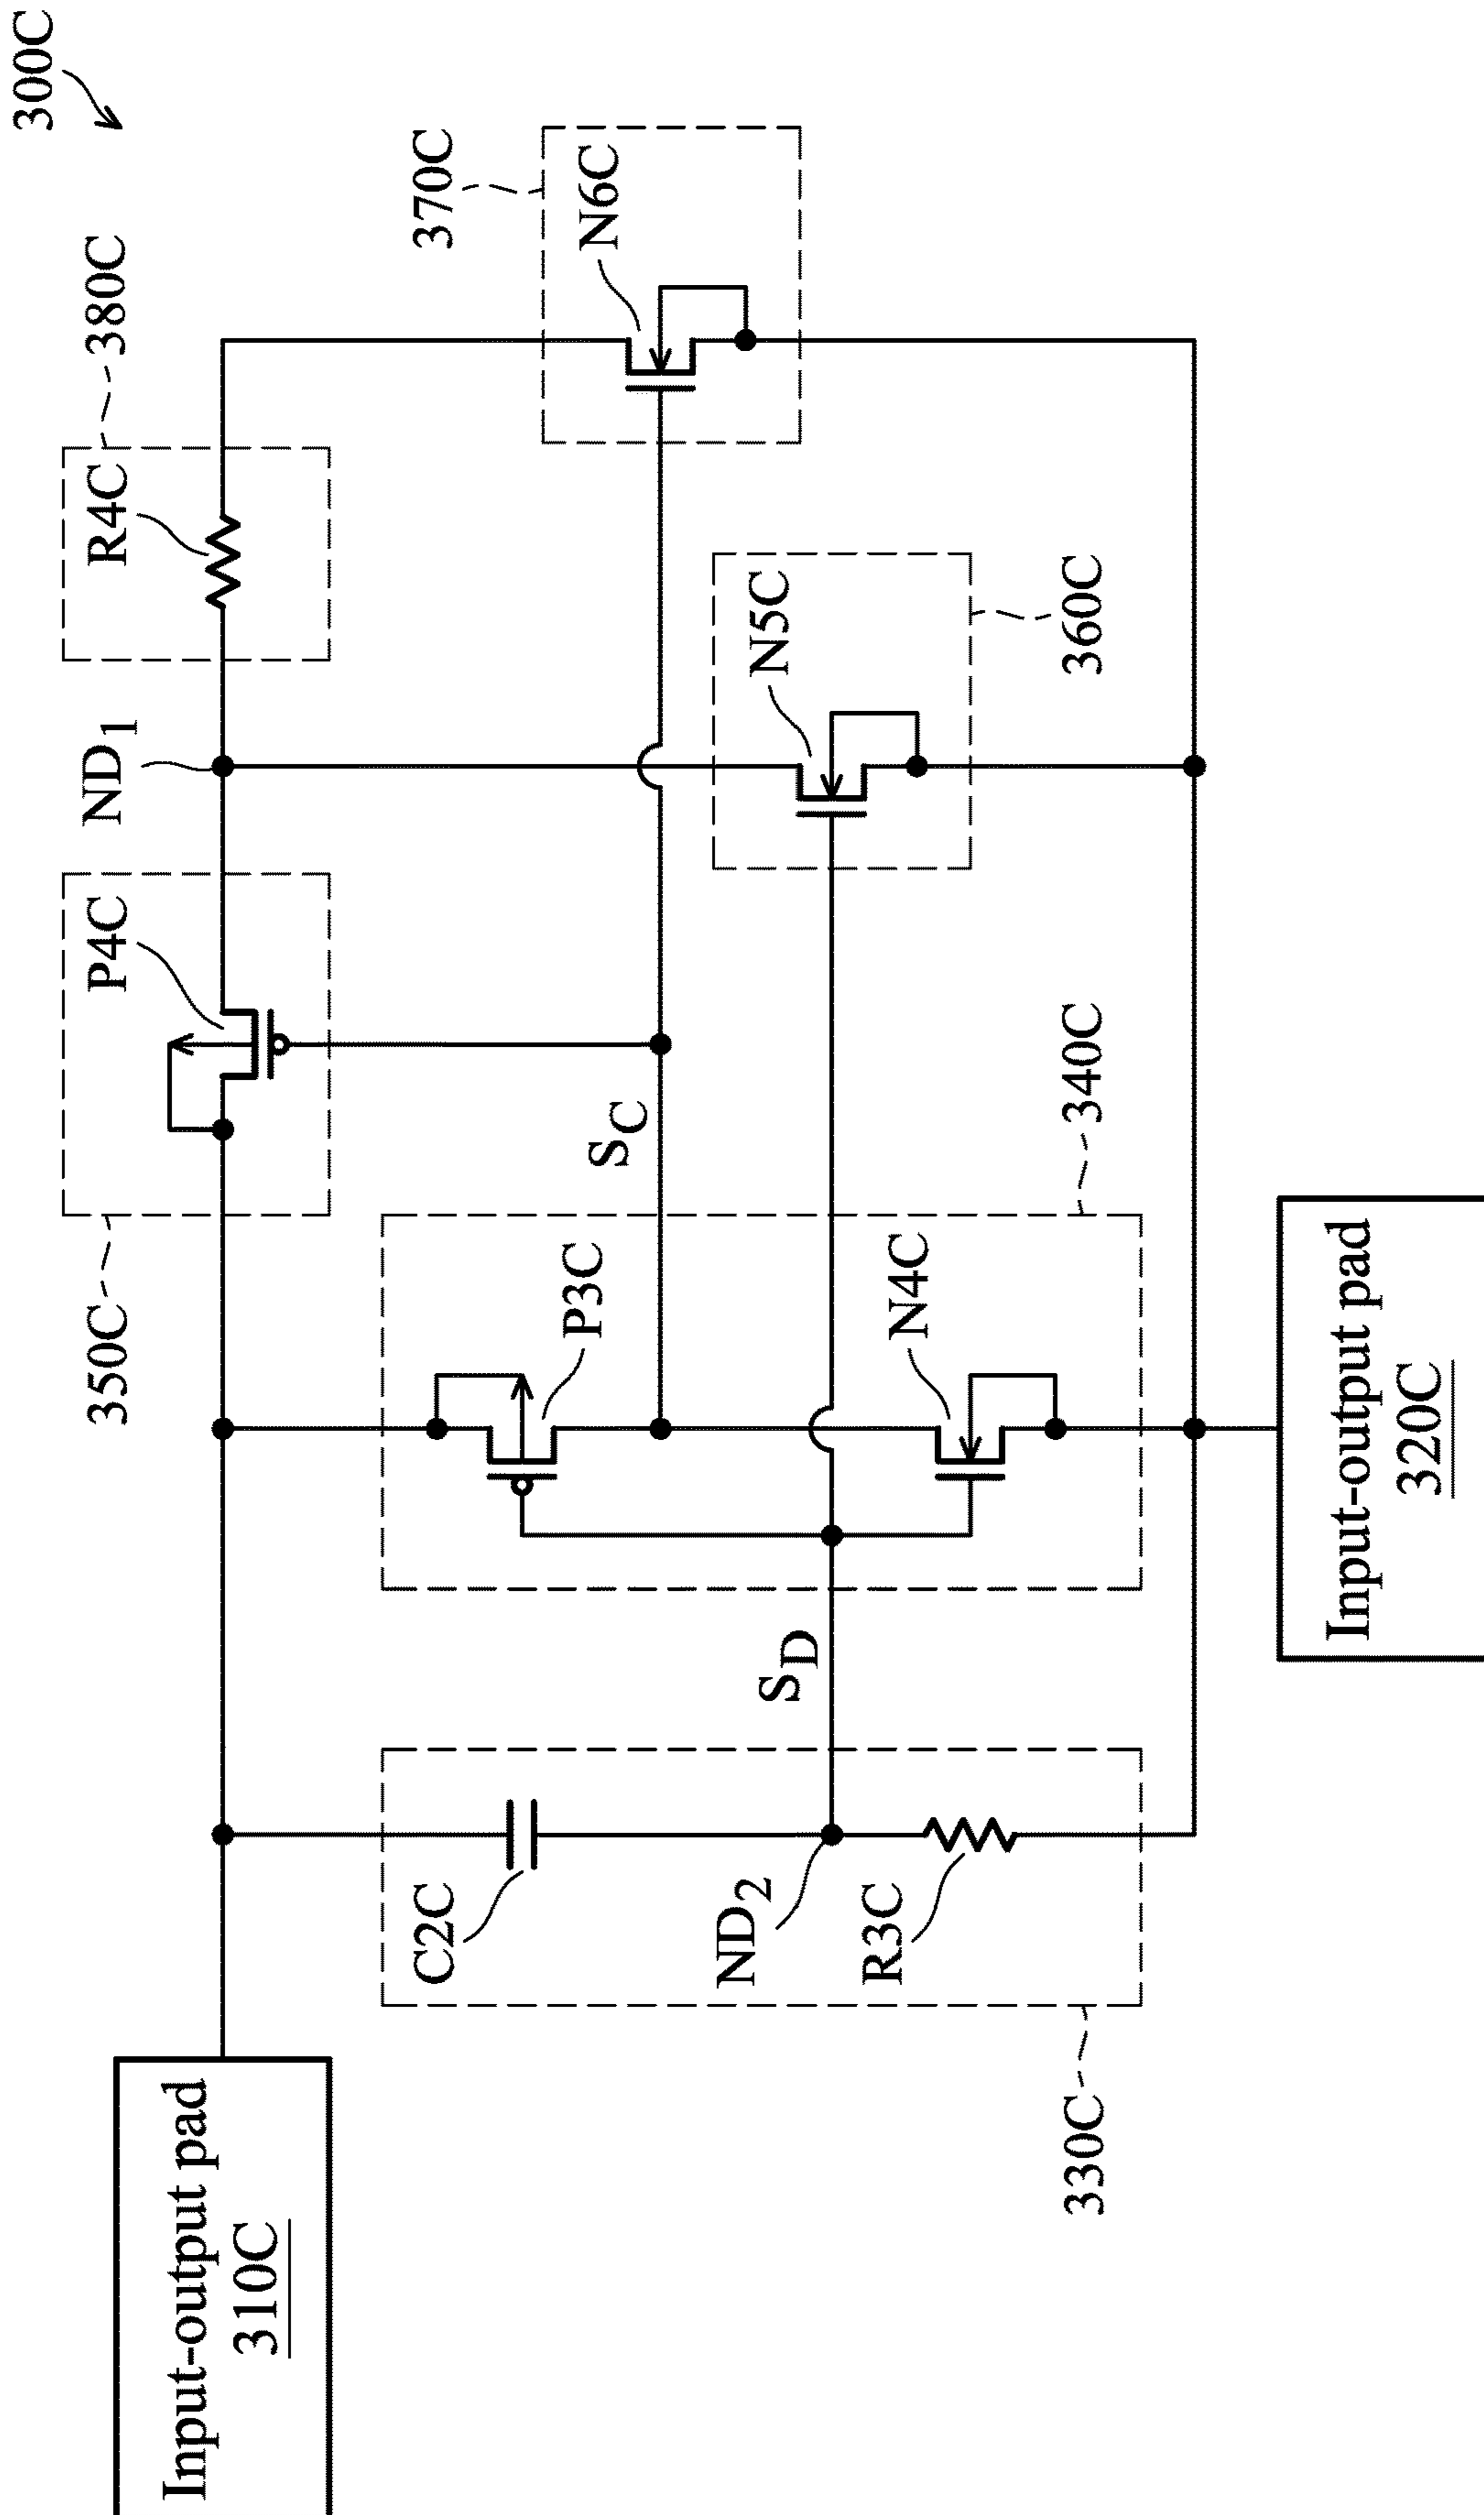 300C
380C
R4C
370C
N6C
ND1
P4C
350C
N5C
360C
SC
340C
P3C
N4C
SD
C2C
ND2
R3C
330C
Input-output pad
310C
Input-output pad
320C